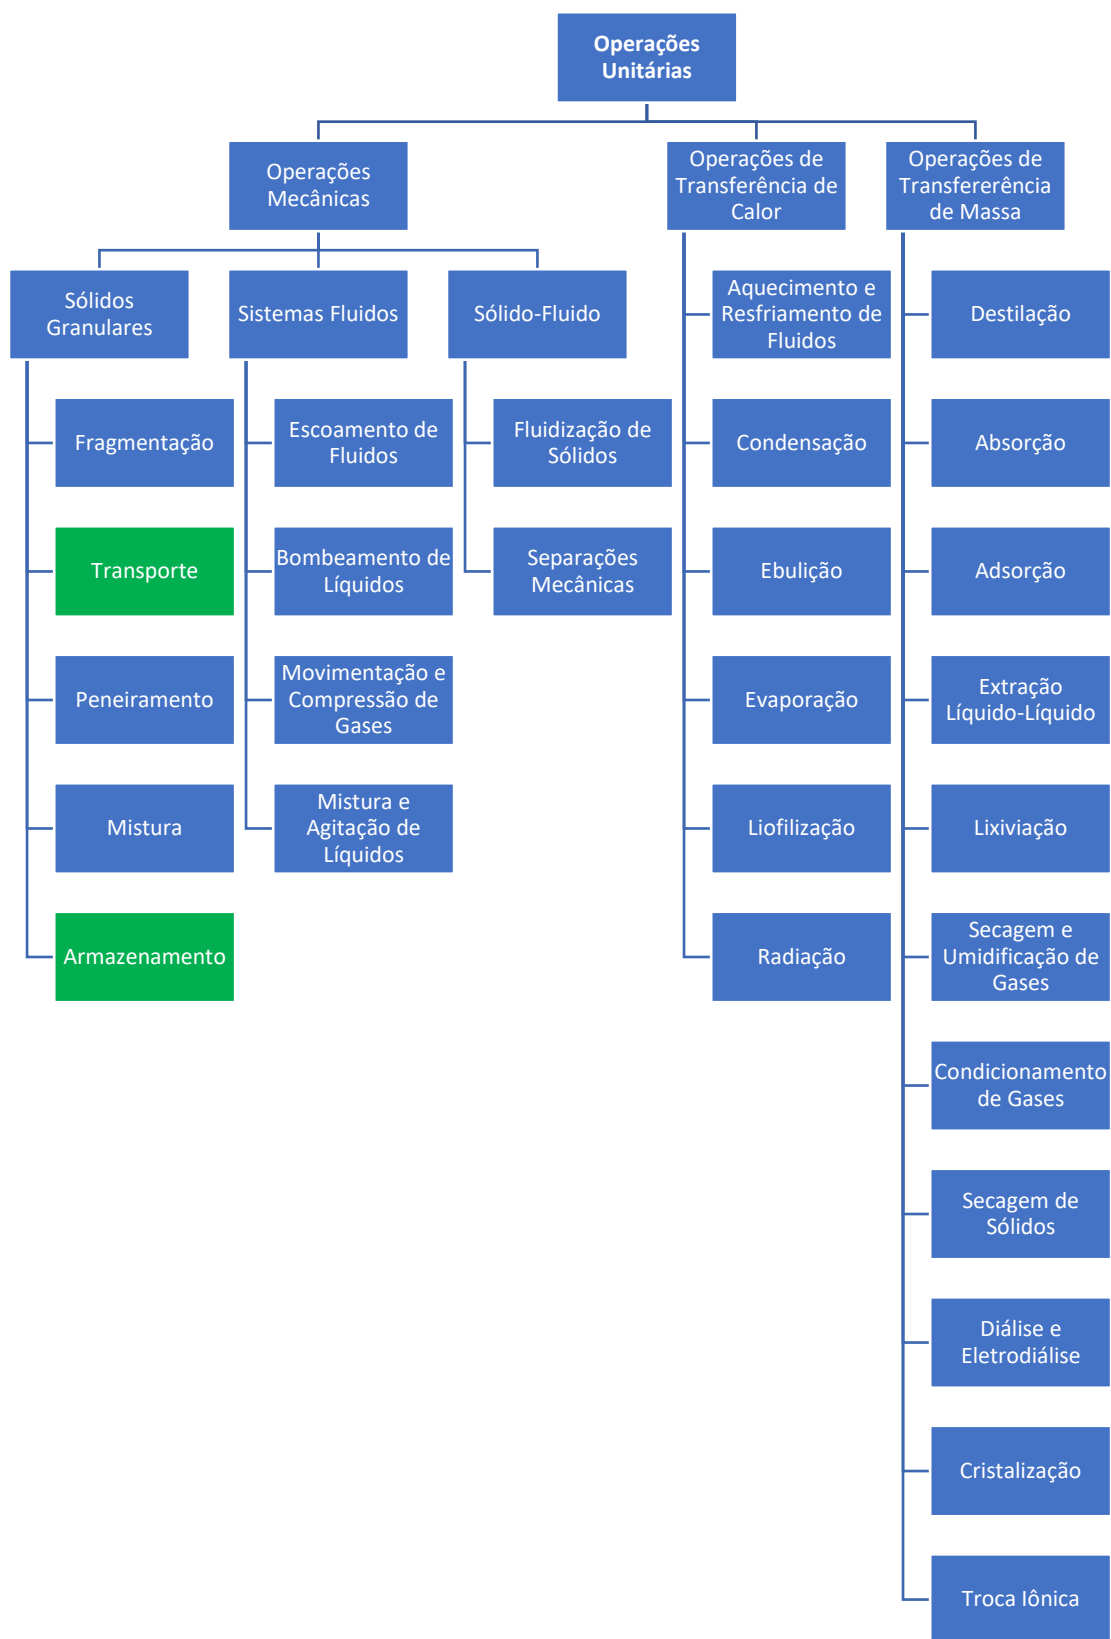 Operações
Unitárias
Operações
Mecânicas
Operações de
Transferência de
Calor
Operações de
Transfererência
de Massa
Sólidos
Granulares
Sistemas Fluidos
Sólido-Fluido
Aquecimento e
Resfriamento de
Fluidos
Destilação
Fragmentação
Escoamento de
Fluidos
Fluidização de
Sólidos
Condensação
Absorção
Transporte
Bombeamento de
Líquidos
Separações
Mecânicas
Ebulição
Adsorção
Peneiramento
Movimentação e
Compressão de
Gases
Evaporação
Extração
Líquido-Líquido
Mistura
Mistura e
Agitação de
Líquidos
Liofilização
Lixiviação
Armazenamento
Radiação
Secagem e
Umidificação de
Gases
Condicionamento
de Gases
Secagem de
Sólidos
Diálise e
Eletrodiálise
Cristalização
Troca Iônica